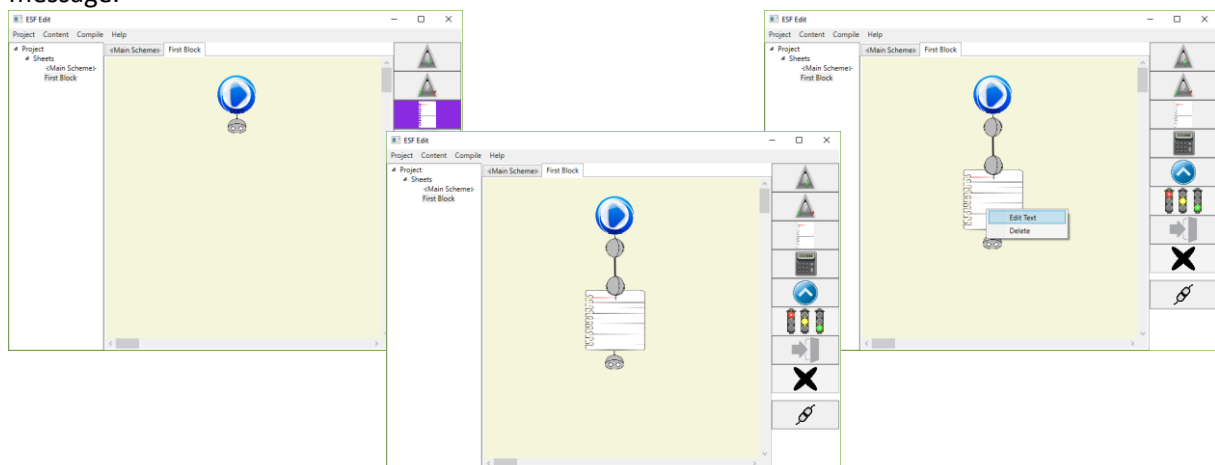 message.
ESF Edit
Project Content Compile Help
Project
Sheets
<Main Scheme>
First Block
<Main Scheme> First Block
ESF Edit
Project Content Compile Help
Project
Sheets
<Main Scheme>
First Block
<Main Scheme> First Block
ESF Edit
Project Content Compile Help
Project
Sheets
<Main Scheme>
First Block
<Main Scheme> First Block
Edit Text
Delete